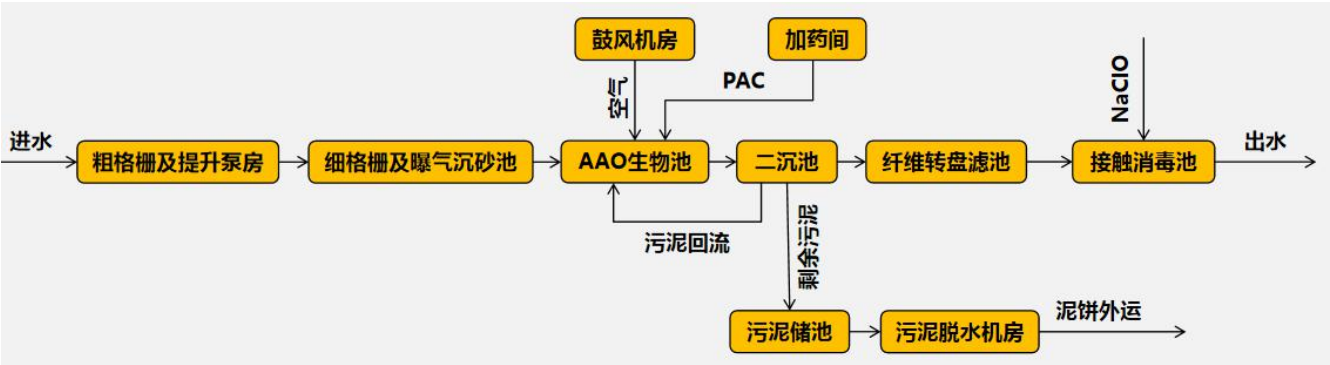 鼓风机房
加药间
空气
PAC
NaClO
进水
粗格栅及提升泵房
细格栅及曝气沉砂池
AAO生物池
二沉池
纤维转盘滤池
接触消毒池
出水
污泥回流
剩余污泥
污泥储池
污泥脱水机房
泥饼外运